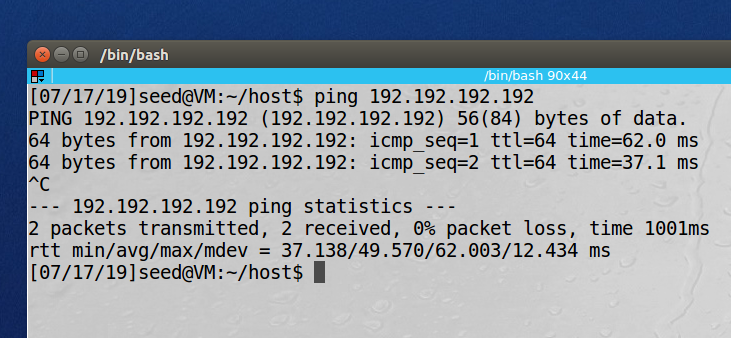 /bin/bash
/bin/bash 90x44
[07/17/19]seed@VM:~/host$ ping 192.192.192.192
PING 192.192.192.192 (192.192.192.192) 56(84) bytes of data.
64 bytes from 192.192.192.192: icmp_seq=1 ttl=64 time=62.0 ms
64 bytes from 192.192.192.192: icmp_seq=2 ttl=64 time=37.1 ms
^C
--- 192.192.192.192 ping statistics ---
2 packets transmitted, 2 received, 0% packet loss, time 1001ms
rtt min/avg/max/mdev = 37.138/49.570/62.003/12.434 ms
[07/17/19]seed@VM:~/host$